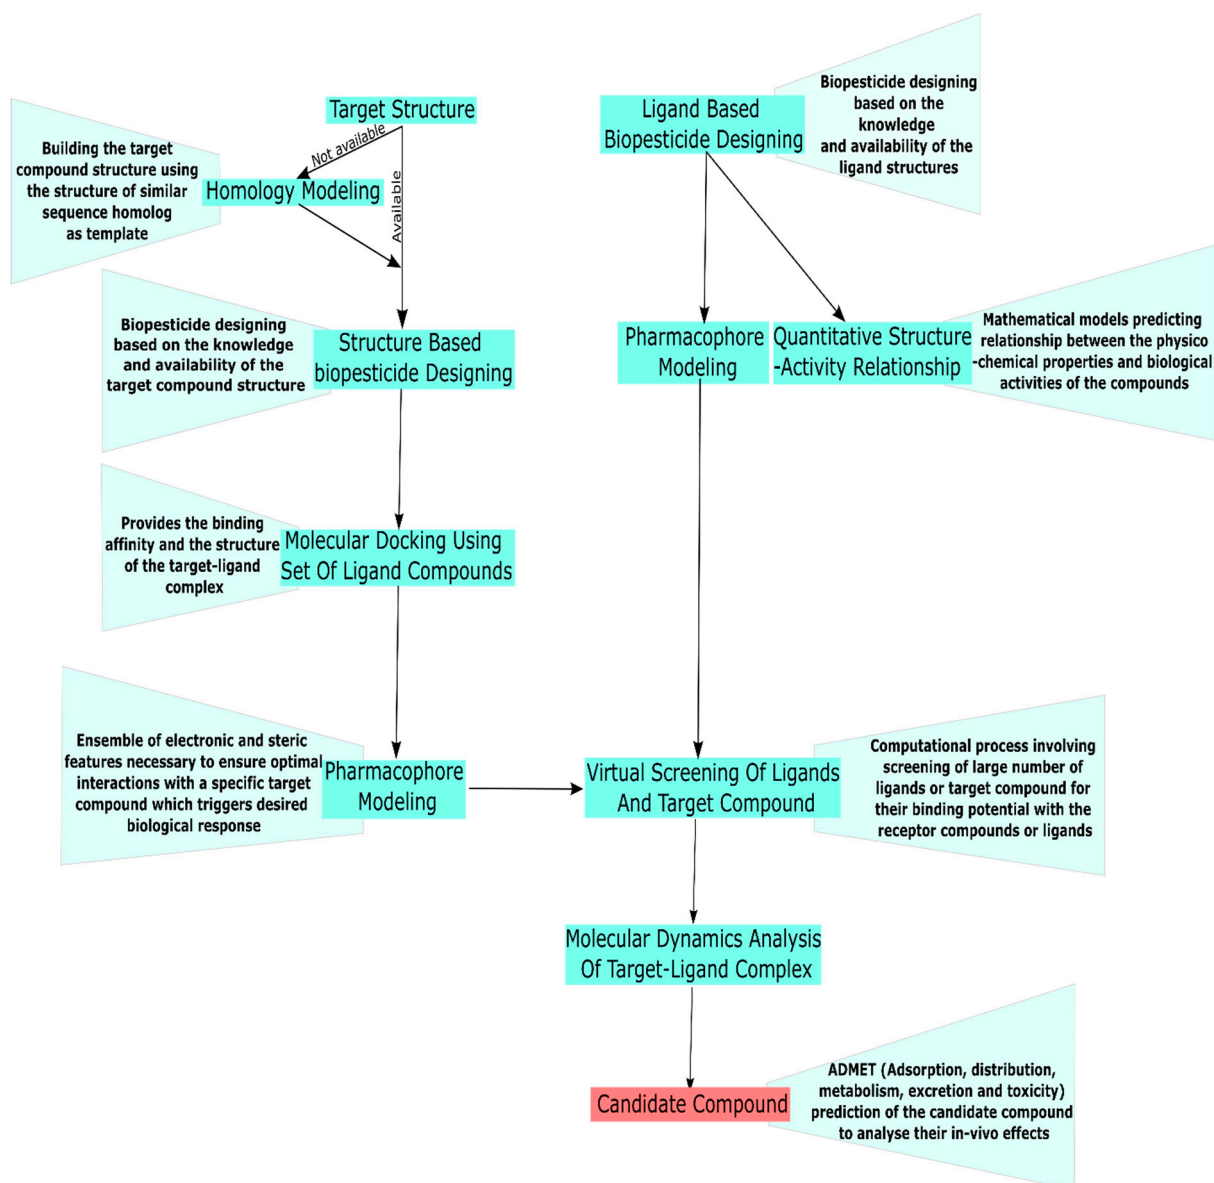 Target Structure
Not available
Available
Building the target
compound structure using
the structure of similar
sequence homolog
as template
Homology Modeling
Biopesticide designing
based on the knowledge
and availability of the
target compound structure
Structure Based
biopesticide Designing
Provides the binding
affinity and the structure
of the target-ligand
complex
Molecular Docking Using
Set Of Ligand Compounds
Ensemble of electronic and steric
features necessary to ensure optimal
interactions with a specific target
compound which triggers desired
biological response
Pharmacophore
Modeling
Ligand Based
Biopesticide Designing
Biopesticide designing
based on the
knowledge
and availability of the
ligand structures
Pharmacophore
Modeling
Quantitative Structure
-Activity Relationship
Mathematical models predicting
relationship between the physico
-chemical properties and biological
activities of the compounds
Virtual Screening Of Ligands
And Target Compound
Computational process involving
screening of large number of
ligands or target compound for
their binding potential with the
receptor compounds or ligands
Molecular Dynamics Analysis
Of Target-Ligand Complex
Candidate Compound
ADMET (Adsorption, distribution,
metabolism, excretion and toxicity)
prediction of the candidate compound
to analyse their in-vivo effects